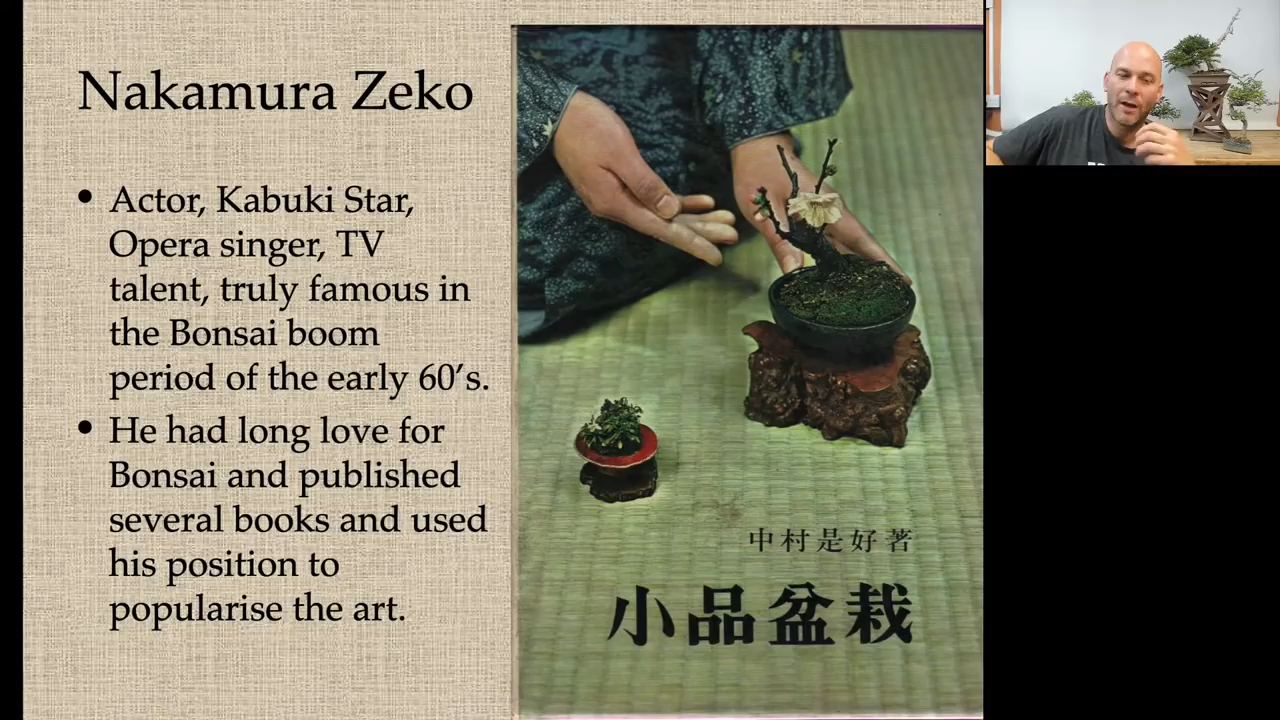 Nakamura Zeko
• Actor, Kabuki Star,
Opera singer, TV
talent, truly famous in
the Bonsai boom
period of the early 60’s.
• He had long love for
Bonsai and published
several books and used
his position to
popularise the art.
中村是好著
小品盆栽